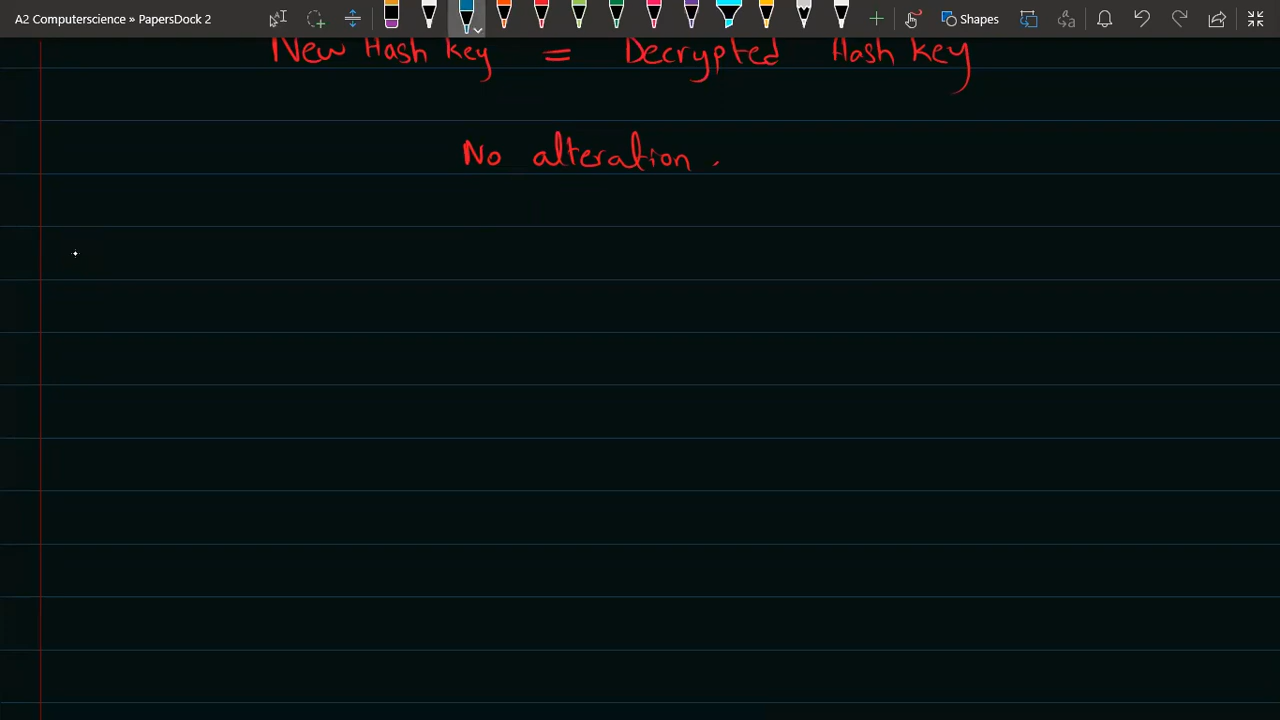 A2 Computerscience » PapersDock 2
Shapes
New Hash key = Decrypted Hash key
No alteration.